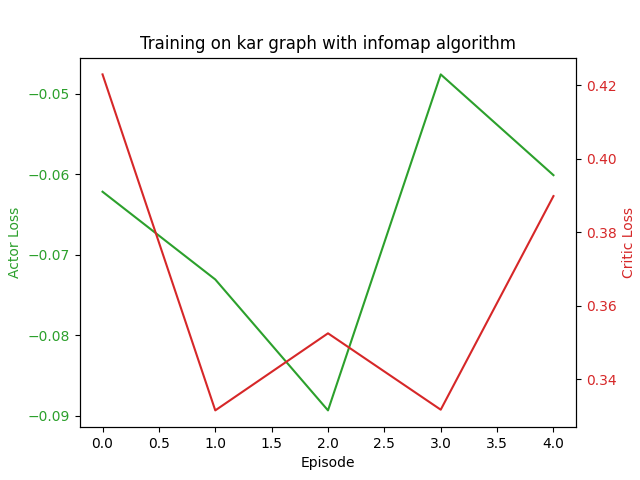 Training on kar graph with infomap algorithm
−0.05
−0.06
−0.07
−0.08
−0.09
Actor Loss
0.42
0.40
0.38
0.36
0.34
Critic Loss
0.0 0.5 1.0 1.5 2.0 2.5 3.0 3.5 4.0
Episode